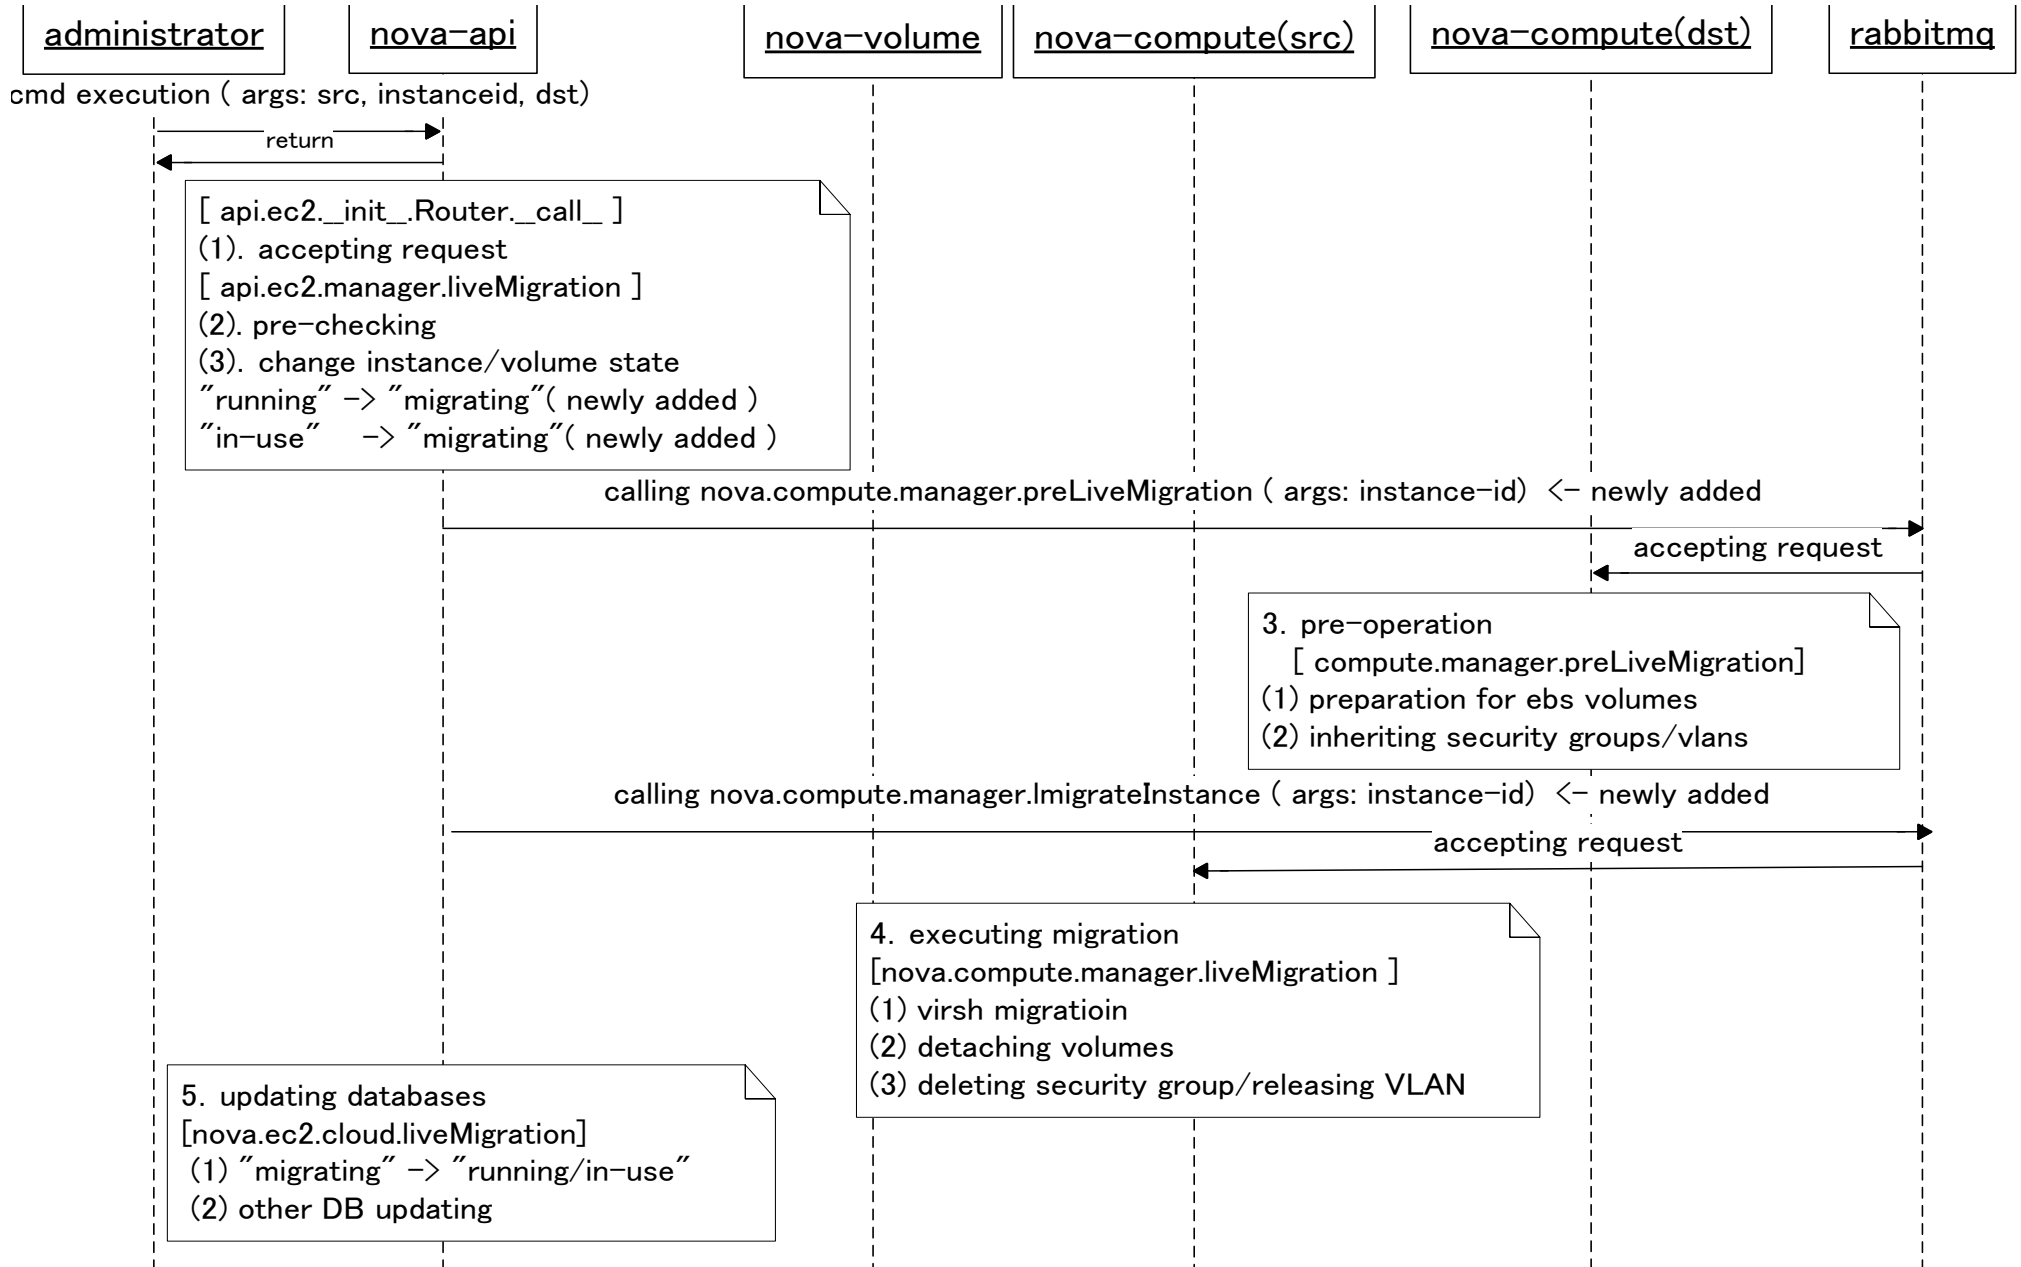 administrator
nova-api
nova-volume
nova-compute(src)
nova-compute(dst)
rabbitmq
cmd execution ( args: src, instanceid, dst)
return
[ api.ec2.__init__.Router.__call__ ]
(1). accepting request
[ api.ec2.manager.liveMigration ]
(2). pre-checking
(3). change instance/volume state
"running" -> "migrating"( newly added )
"in-use" -> "migrating"( newly added )
calling nova.compute.manager.preLiveMigration ( args: instance-id) <- newly added
accepting request
3. pre-operation
[ compute.manager.preLiveMigration]
(1) preparation for ebs volumes
(2) inheriting security groups/vlans
calling nova.compute.manager.lmigrateInstance ( args: instance-id) <- newly added
accepting request
4. executing migration
[nova.compute.manager.liveMigration ]
(1) virsh migratioin
(2) detaching volumes
(3) deleting security group/releasing VLAN
5. updating databases
[nova.ec2.cloud.liveMigration]
(1) "migrating" -> "running/in-use"
(2) other DB updating